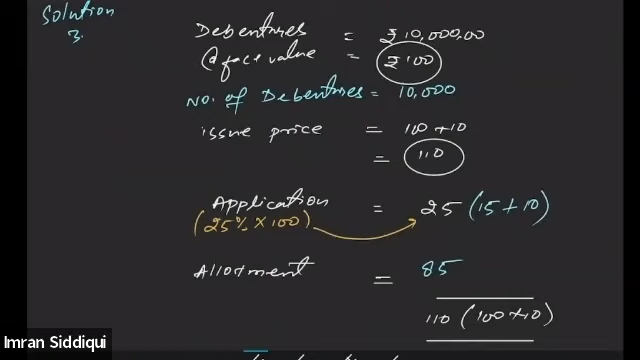 Solution
3.
Debentures = ₹10,000,00
@face value = ₹100
No. of Debentures = 10,000
issue price = 100+10
= 110
Application = 25 (15+10)
(25% × 100)
Allotment = 85
110 (100+10)
Imran Siddiqui